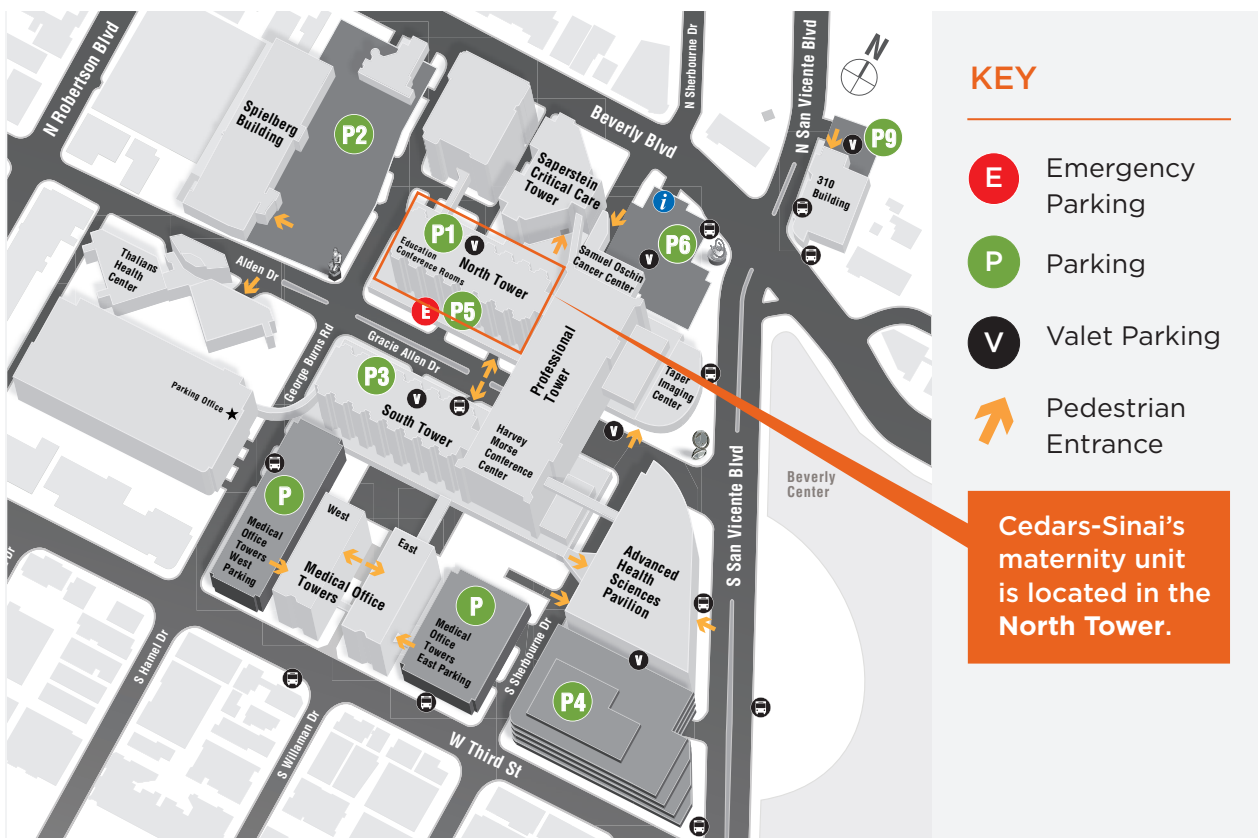 N Robertson Blvd
Spielberg
Building
P2
Beverly Blvd
N Sherbourne Dr
N San Vicente Blvd
N
P9
V
310
Building
Saperstein
Critical Care
Tower
i
P6
V
Samuel Oschin
Cancer Center
P1
V
Education
Conference Rooms
North Tower
E
P5
Thalians
Health
Center
Alden Dr
George Burns Rd
Gracie Allen Dr
Parking Office
P3
V
South Tower
Professional
Tower
Taper
Imaging
Center
V
Harvey
Morse
Conference
Center
S San Vicente Blvd
Beverly
Center
P
Medical
Office
Towers
West
Parking
West
East
Medical Office
Towers
P
Medical
Office
Towers
East Parking
Advanced
Health
Sciences
Pavilion
V
P4
S Sherbourne Dr
Dr
S Hamel Dr
S Willaman Dr
W Third St
KEY
E
Emergency
Parking
P
Parking
V
Valet Parking
Pedestrian
Entrance
Cedars-Sinai’s
maternity unit
is located in the
North Tower.